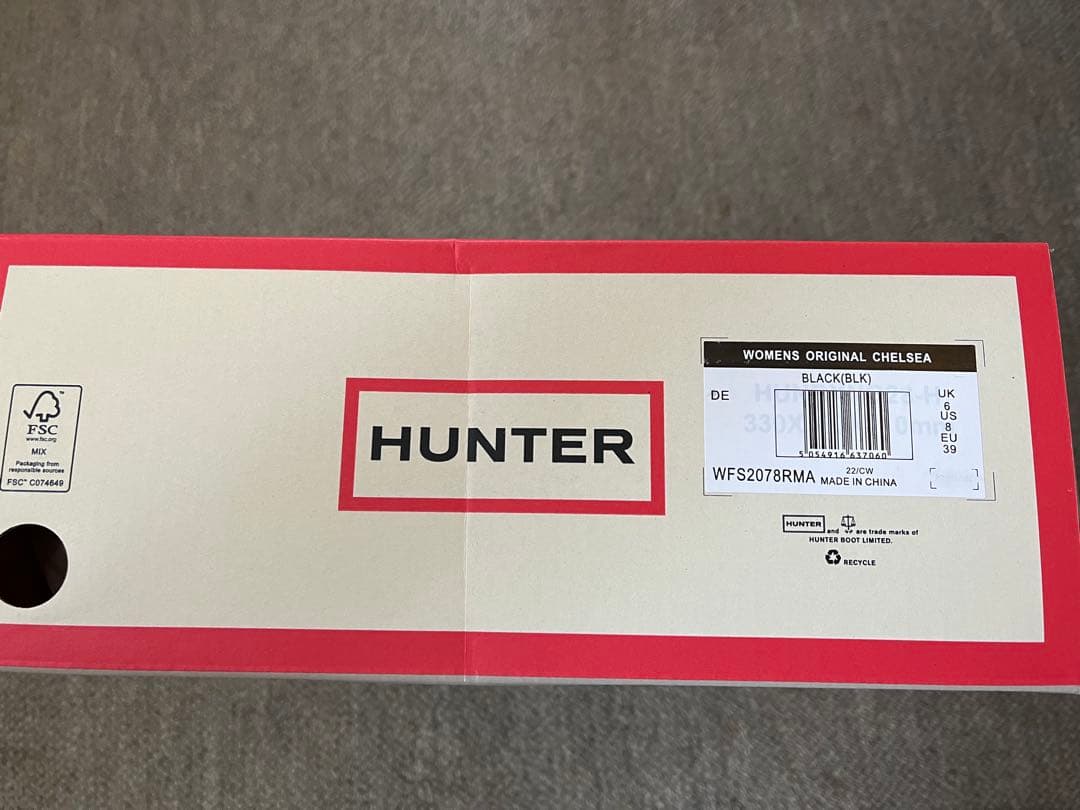 FSC™
www.fsc.org
MIX
Packaging from
responsible sources
FSC™ C074649
HUNTER
WOMENS ORIGINAL CHELSEA
BLACK(BLK)
DE
UK
6
US
8
EU
39
5 054916 637060
WFS2078RMA
22/CW
MADE IN CHINA
HUNTER and are trade marks of
HUNTER BOOT LIMITED.
RECYCLE